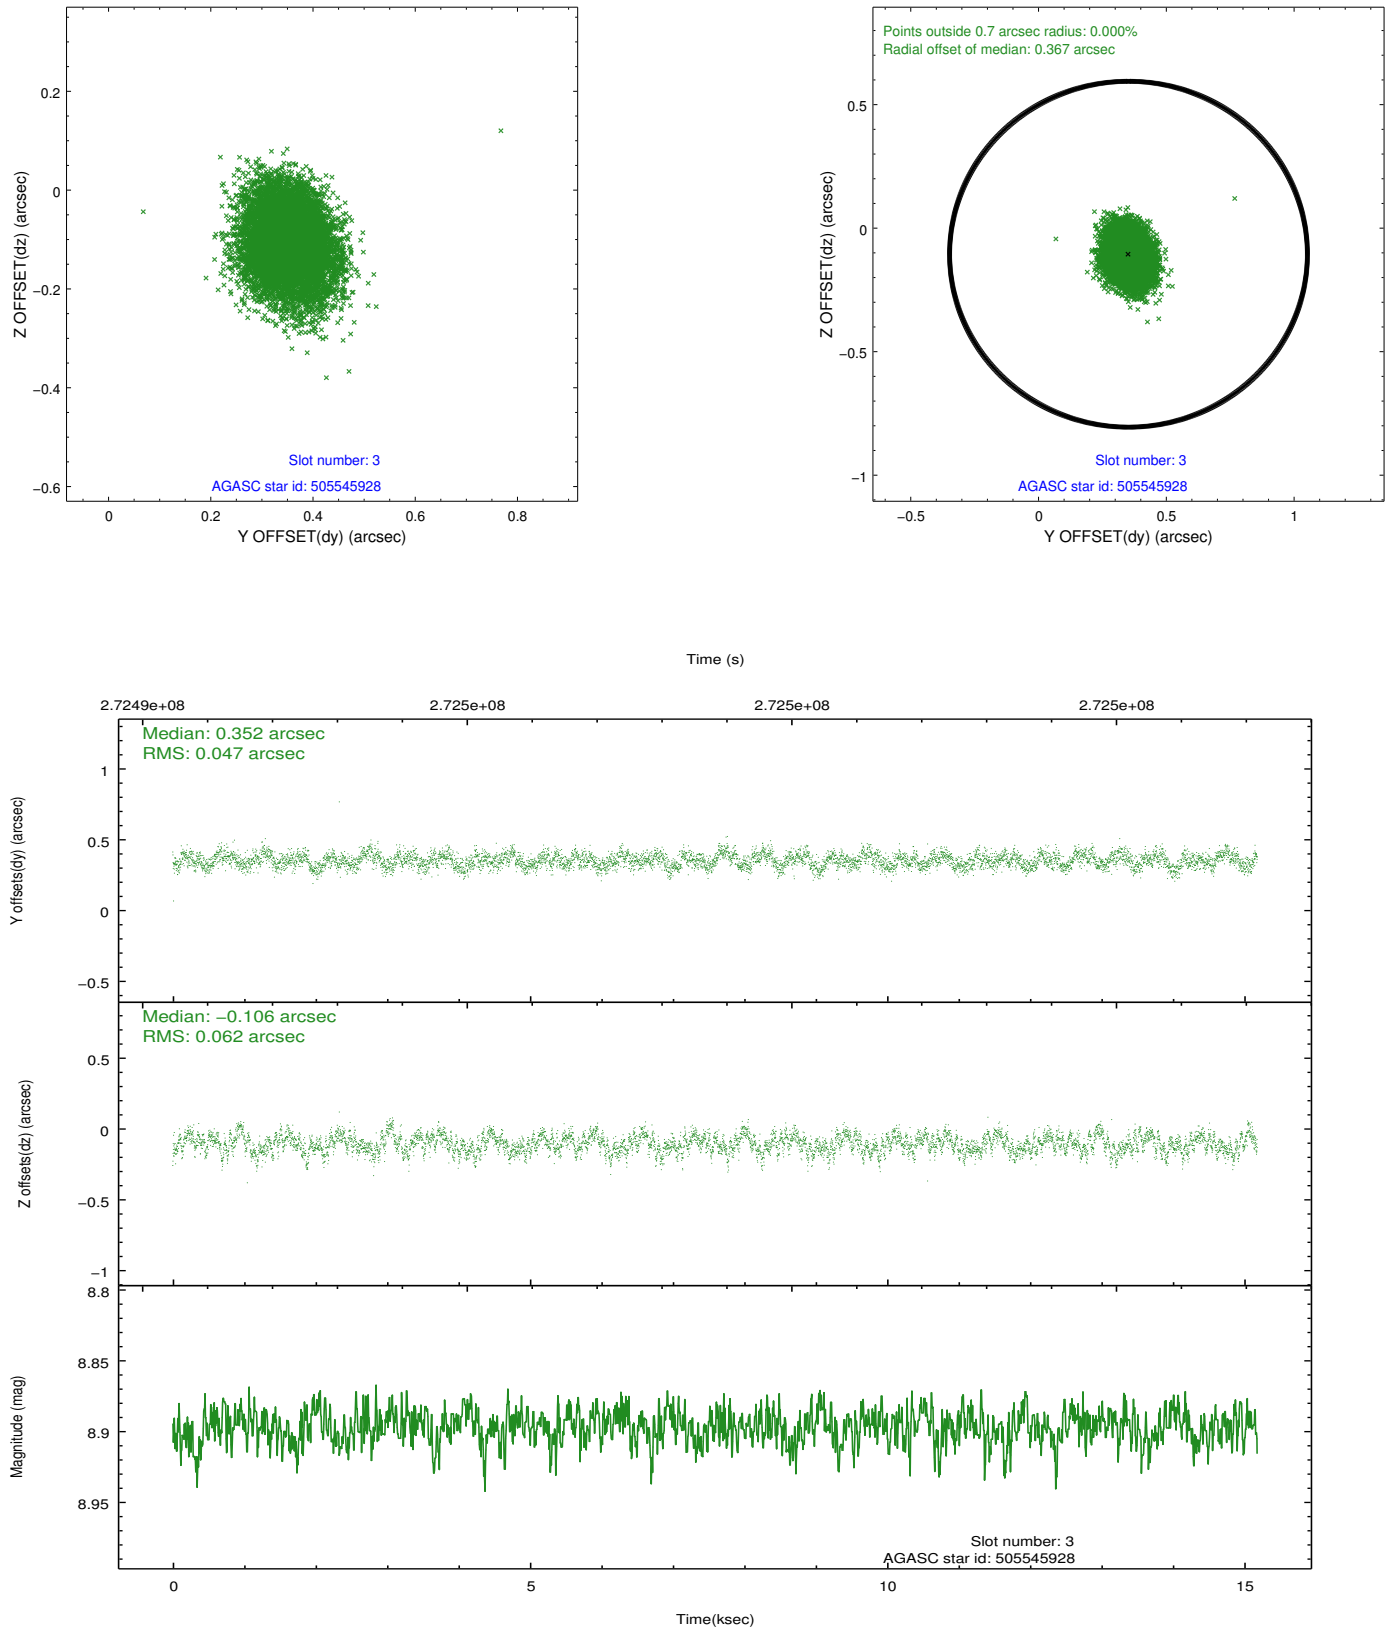 0.2
0
−0.2
−0.4
−0.6
Z OFFSET(dz) (arcsec)
Slot number: 3
AGASC star id: 505545928
0 0.2 0.4 0.6 0.8
Y OFFSET(dy) (arcsec)
Points outside 0.7 arcsec radius: 0.000%
Radial offset of median: 0.367 arcsec
0.5
0
−0.5
−1
Z OFFSET(dz) (arcsec)
Slot number: 3
AGASC star id: 505545928
−0.5 0 0.5 1
Y OFFSET(dy) (arcsec)
Time (s)
2.7249e+08 2.725e+08 2.725e+08 2.725e+08
Median: 0.352 arcsec
RMS: 0.047 arcsec
1
0.5
0
−0.5
Y offsets(dy) (arcsec)
Median: −0.106 arcsec
RMS: 0.062 arcsec
0.5
0
−0.5
−1
Z offsets(dz) (arcsec)
8.8
8.85
8.9
8.95
Magnitude (mag)
Slot number: 3
AGASC star id: 505545928
0 5 10 15
Time(ksec)